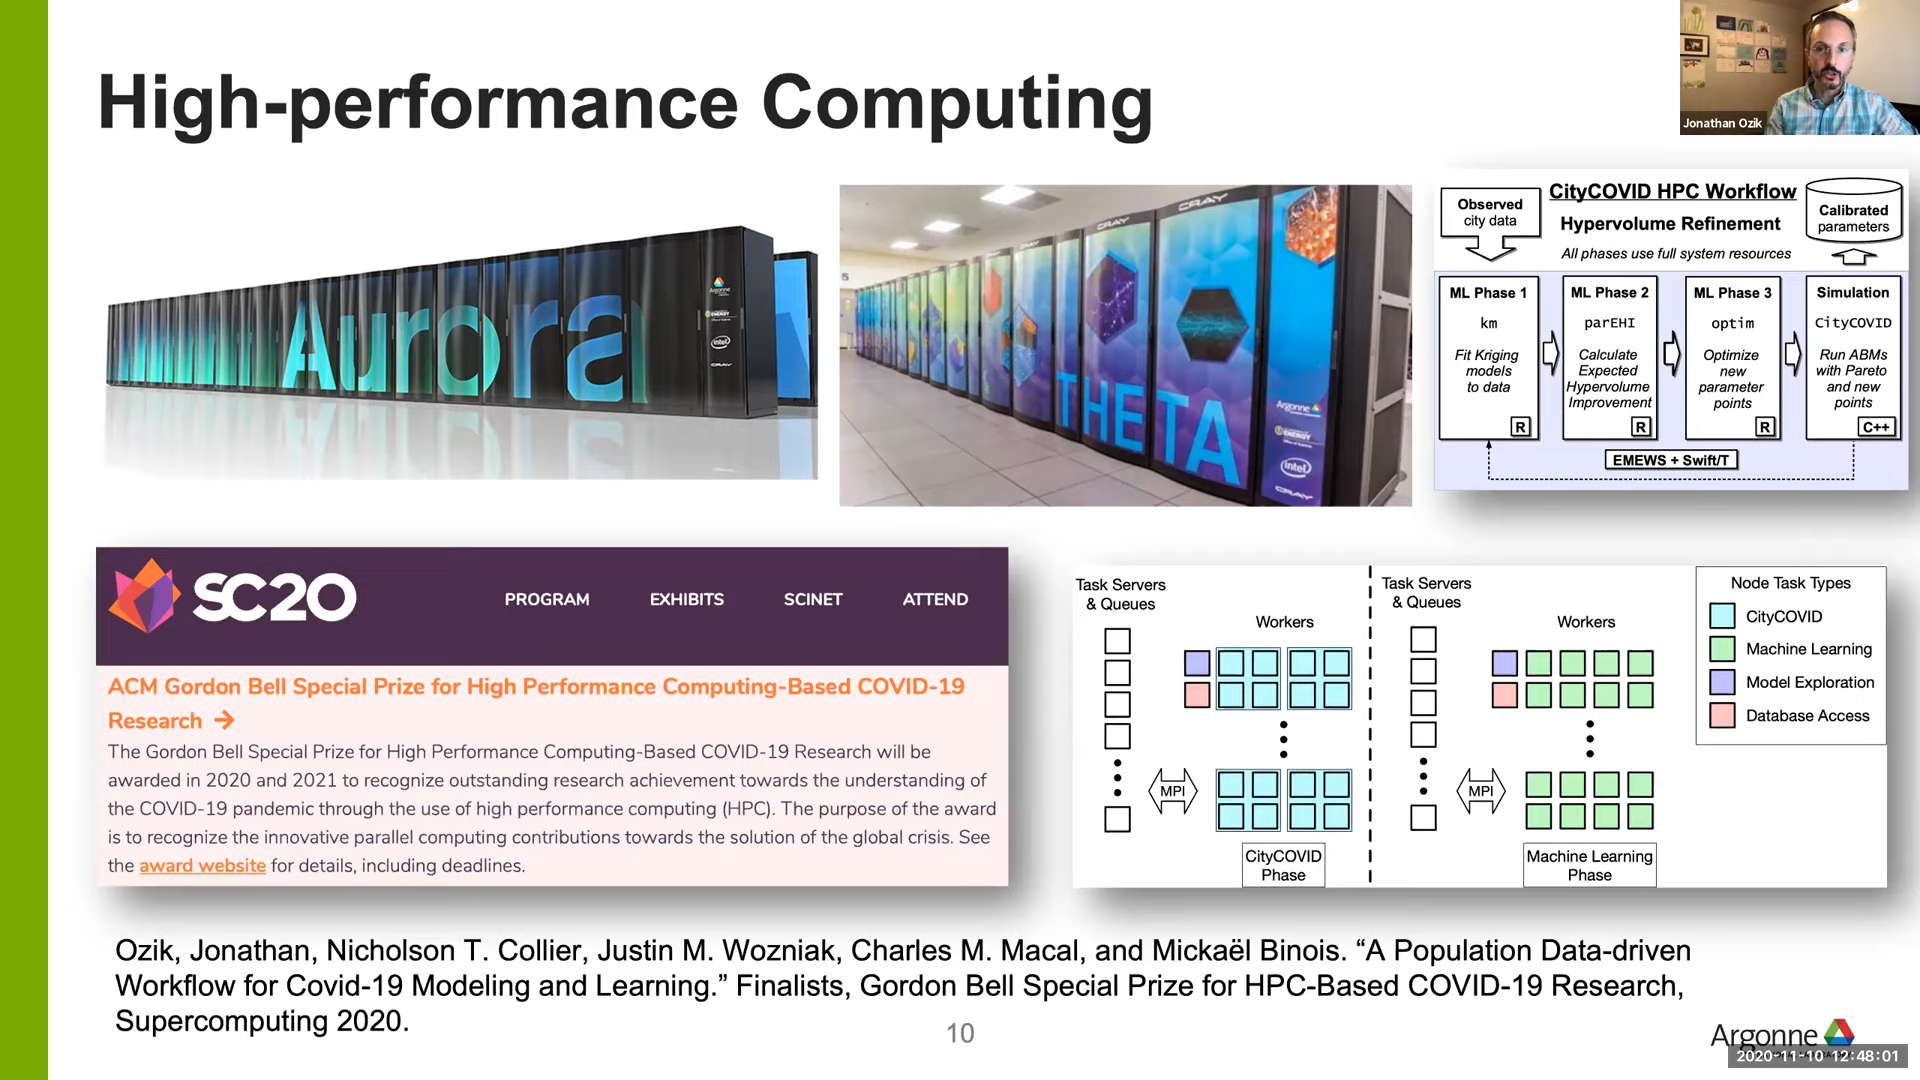 High-performance Computing
Jonathan Ozik
Aurora
Argonne
ENERGY
intel
CRAY
CRAY
CRAY
THETA
Argonne
ENERGY
intel
CRAY
CityCOVID HPC Workflow
Hypervolume Refinement
All phases use full system resources
Observed
city data
Calibrated
parameters
ML Phase 1
km
Fit Kriging
models
to data
R
ML Phase 2
parEHI
Calculate
Expected
Hypervolume
Improvement
R
ML Phase 3
optim
Optimize
new
parameter
points
R
Simulation
CityCOVID
Run ABMs
with Pareto
and new
points
C++
EMEWS + Swift/T
SC20
PROGRAM EXHIBITS SCINET ATTEND
ACM Gordon Bell Special Prize for High Performance Computing-Based COVID-19
Research →
The Gordon Bell Special Prize for High Performance Computing-Based COVID-19 Research will be
awarded in 2020 and 2021 to recognize outstanding research achievement towards the understanding of
the COVID-19 pandemic through the use of high performance computing (HPC). The purpose of the award
is to recognize the innovative parallel computing contributions towards the solution of the global crisis. See
the award website for details, including deadlines.
Task Servers
& Queues
Workers
MPI
CityCOVID
Phase
Task Servers
& Queues
Workers
MPI
Machine Learning
Phase
Node Task Types
CityCOVID
Machine Learning
Model Exploration
Database Access
Ozik, Jonathan, Nicholson T. Collier, Justin M. Wozniak, Charles M. Macal, and Mickaël Binois. “A Population Data-driven
Workflow for Covid-19 Modeling and Learning.” Finalists, Gordon Bell Special Prize for HPC-Based COVID-19 Research,
Supercomputing 2020.
10
Argonne
2020-11-10 12:48:01